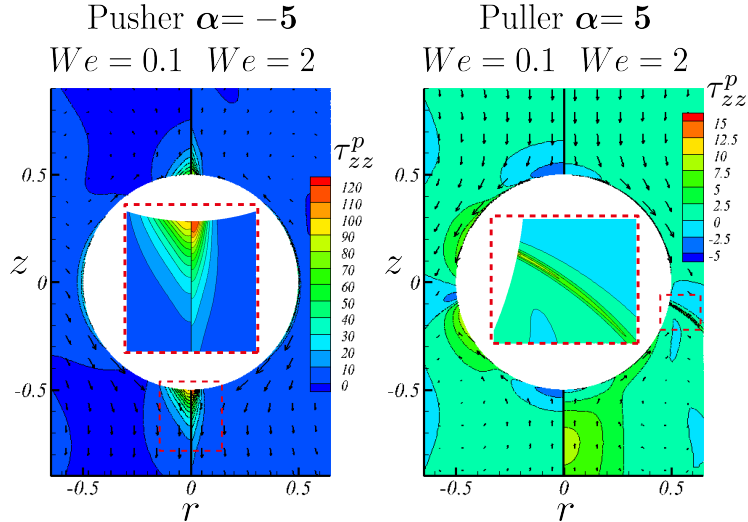 Pusher α= −5
We = 0.1 We = 2
τ^p_zz
120
110
100
90
80
70
60
50
40
30
20
10
0
z
0.5
0
-0.5
-0.5 0 0.5
r
Puller α= 5
We = 0.1 We = 2
τ^p_zz
15
12.5
10
7.5
5
2.5
0
-2.5
-5
z
0.5
0
-0.5
-0.5 0 0.5
r